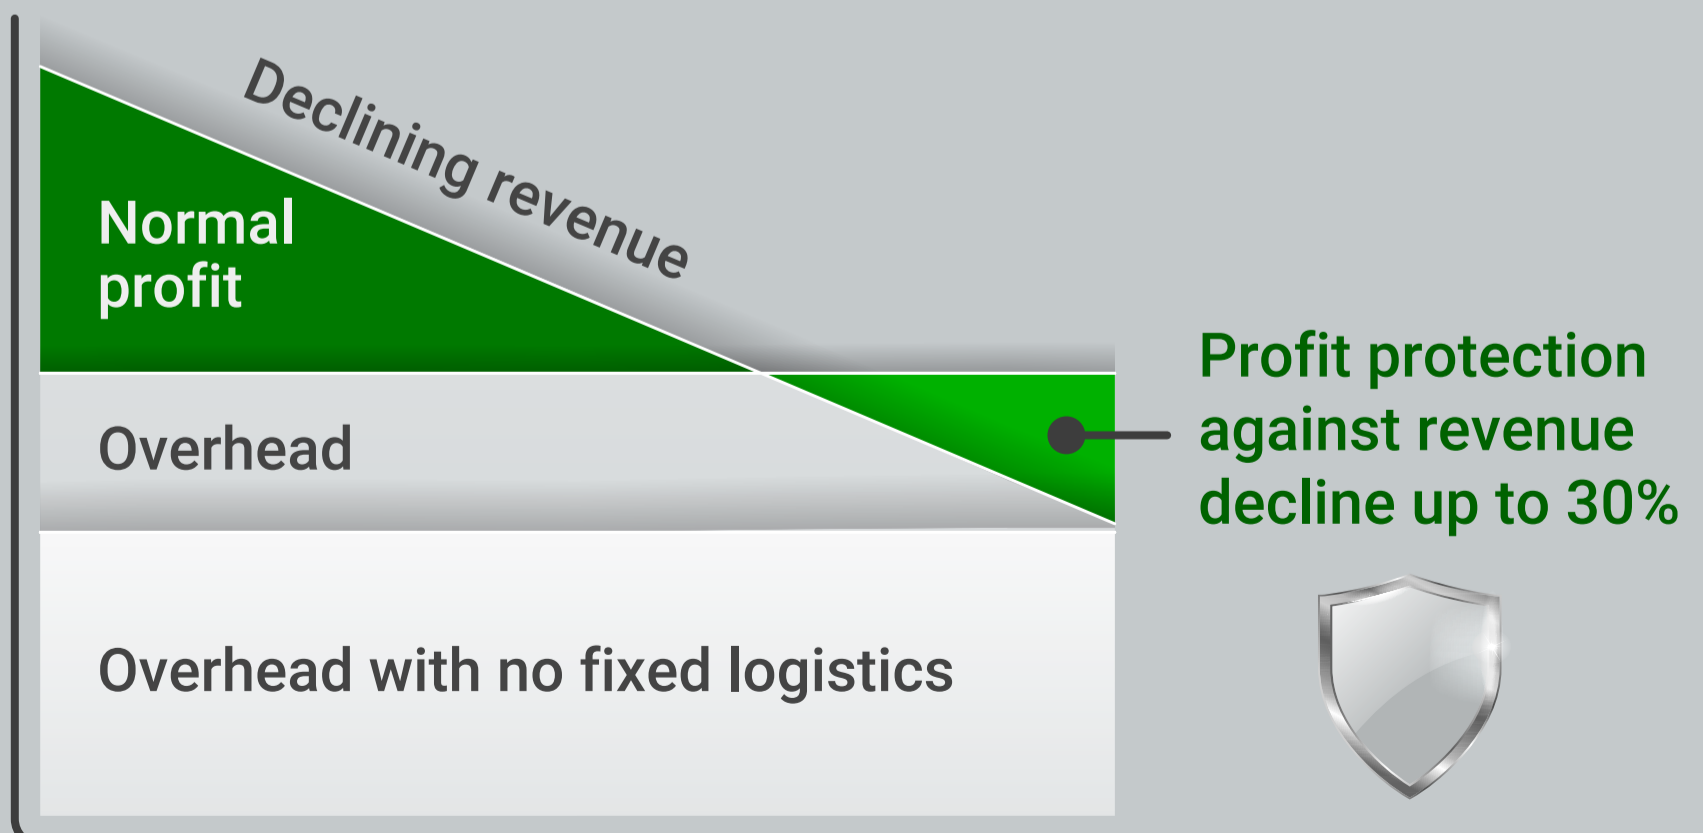 Declining revenue
Normal
profit
Overhead
Profit protection
against revenue
decline up to 30%
Overhead with no fixed logistics